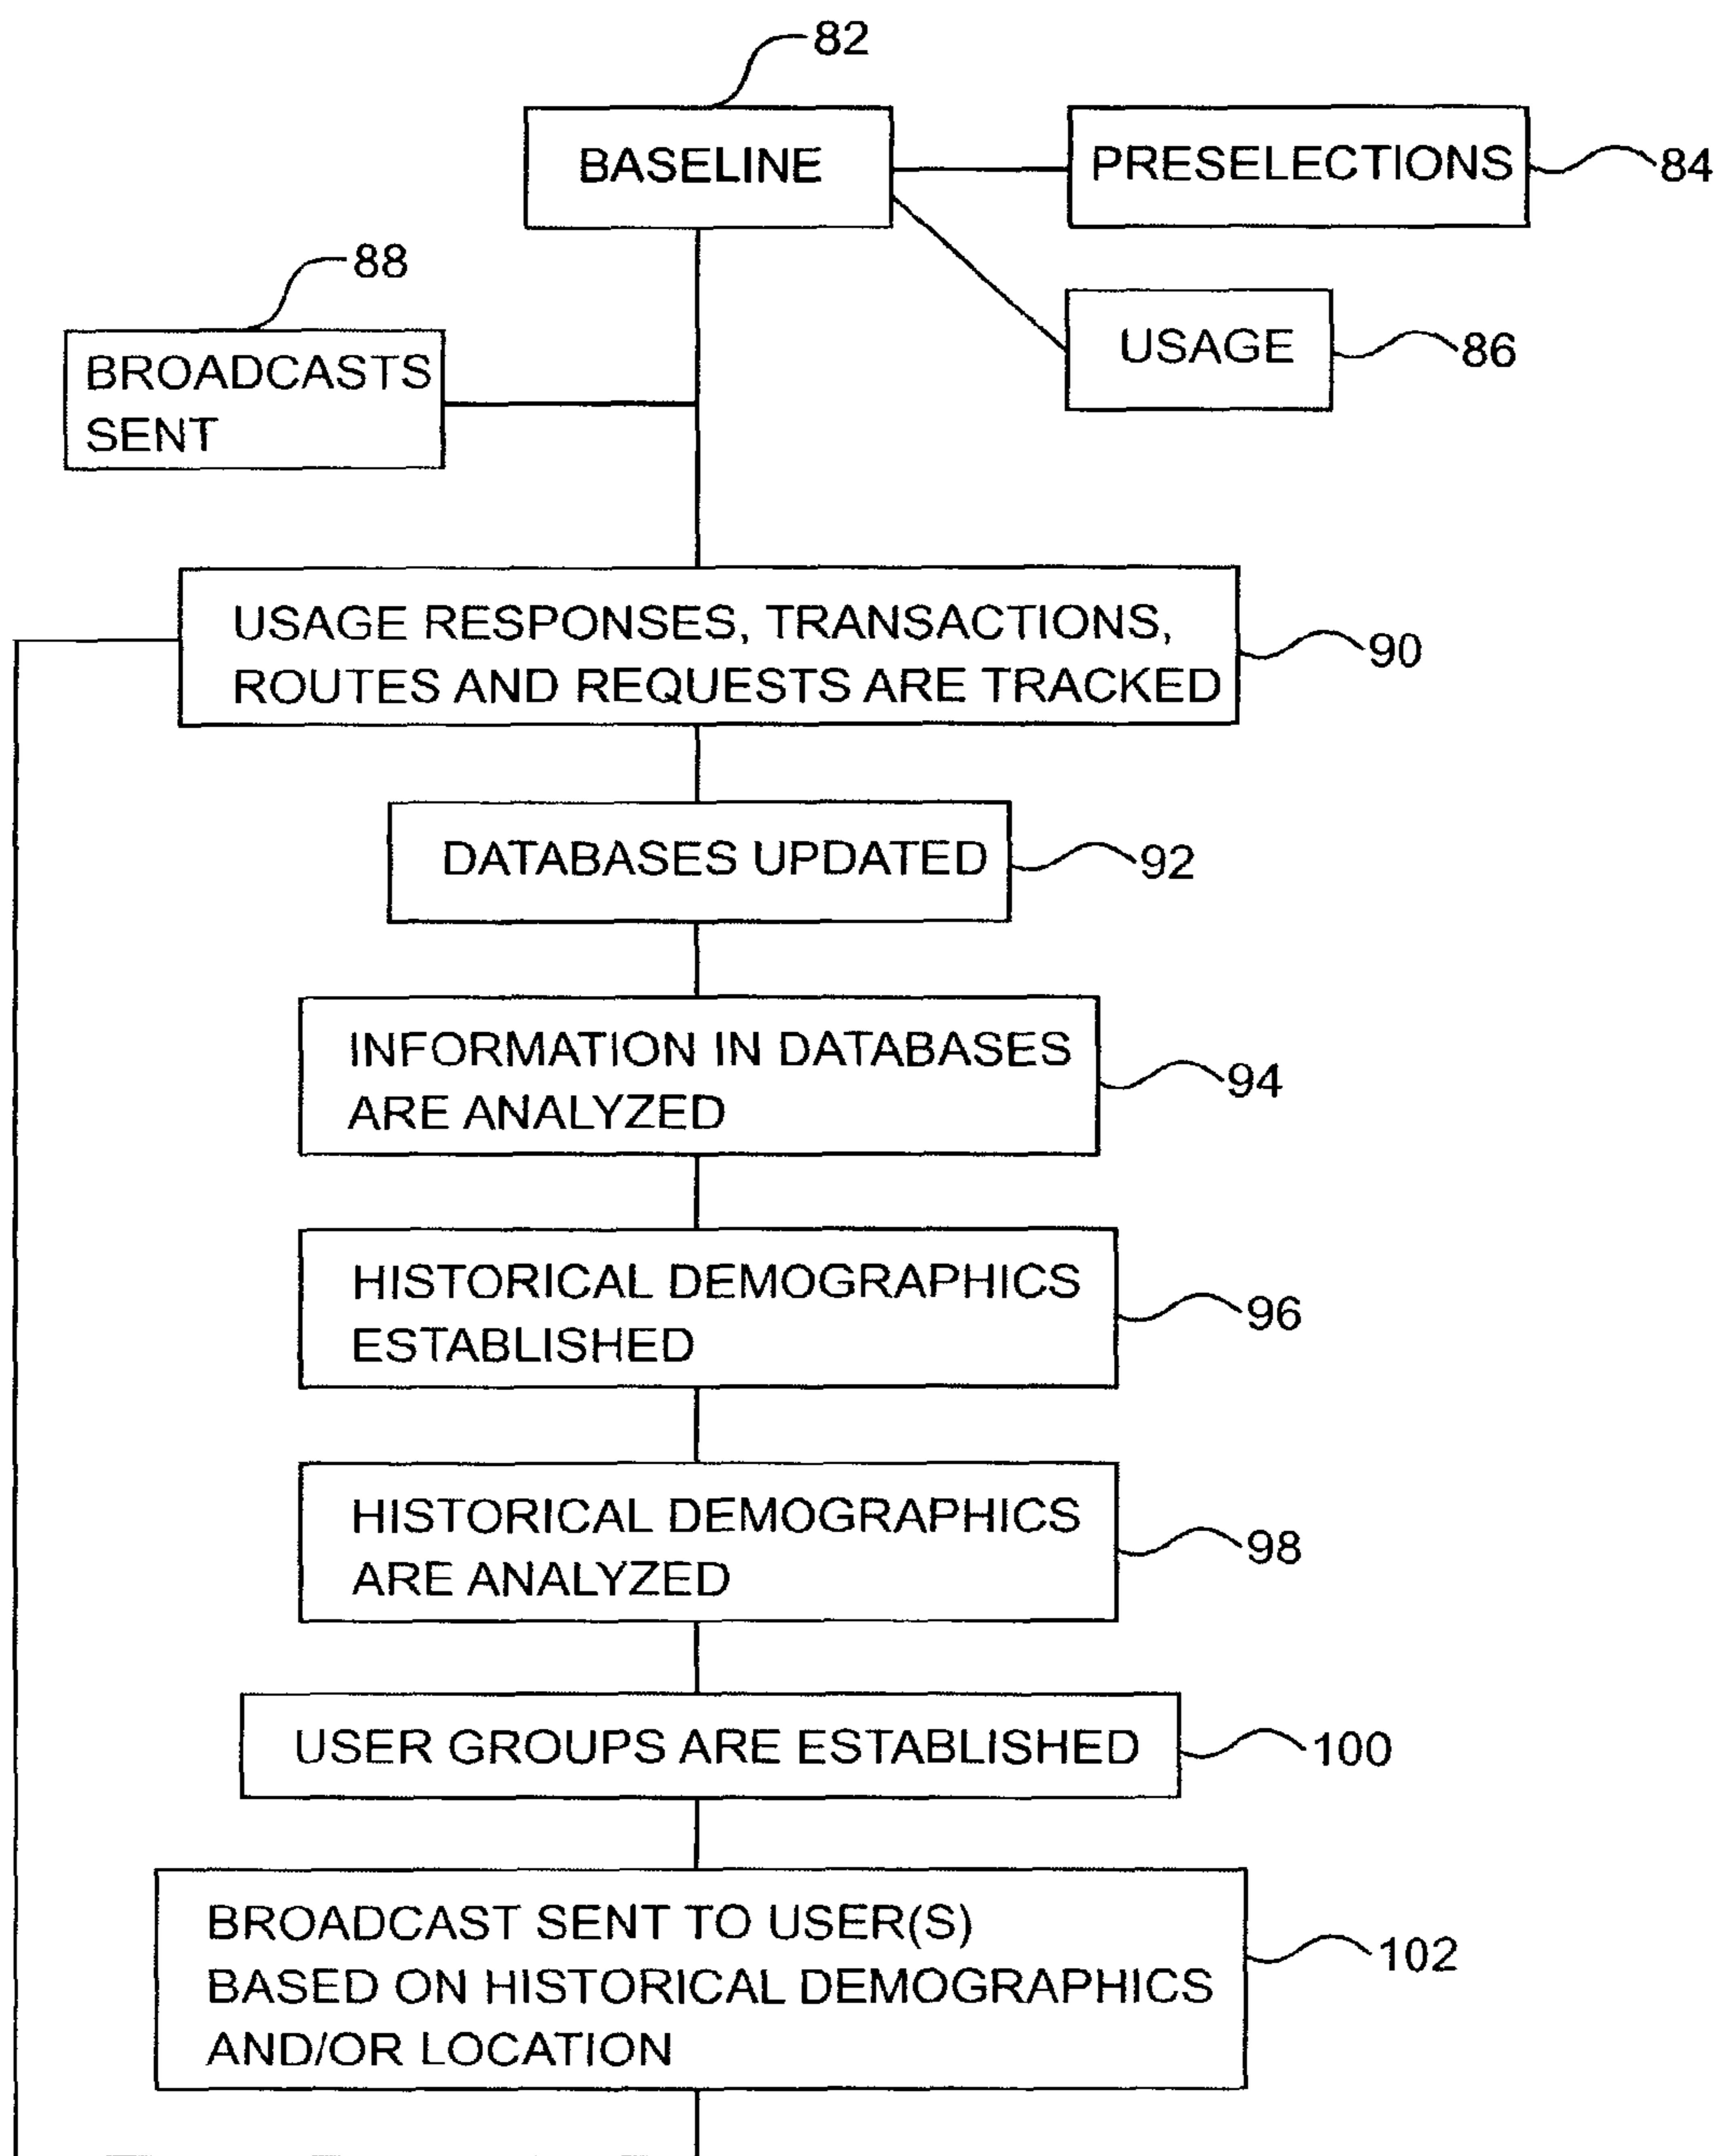 82
BASELINE
PRESELECTIONS
84
88
BROADCASTS
SENT
USAGE
86
USAGE RESPONSES, TRANSACTIONS,
ROUTES AND REQUESTS ARE TRACKED
90
DATABASES UPDATED
92
INFORMATION IN DATABASES
ARE ANALYZED
94
HISTORICAL DEMOGRAPHICS
ESTABLISHED
96
HISTORICAL DEMOGRAPHICS
ARE ANALYZED
98
USER GROUPS ARE ESTABLISHED
100
BROADCAST SENT TO USER(S)
BASED ON HISTORICAL DEMOGRAPHICS
AND/OR LOCATION
102